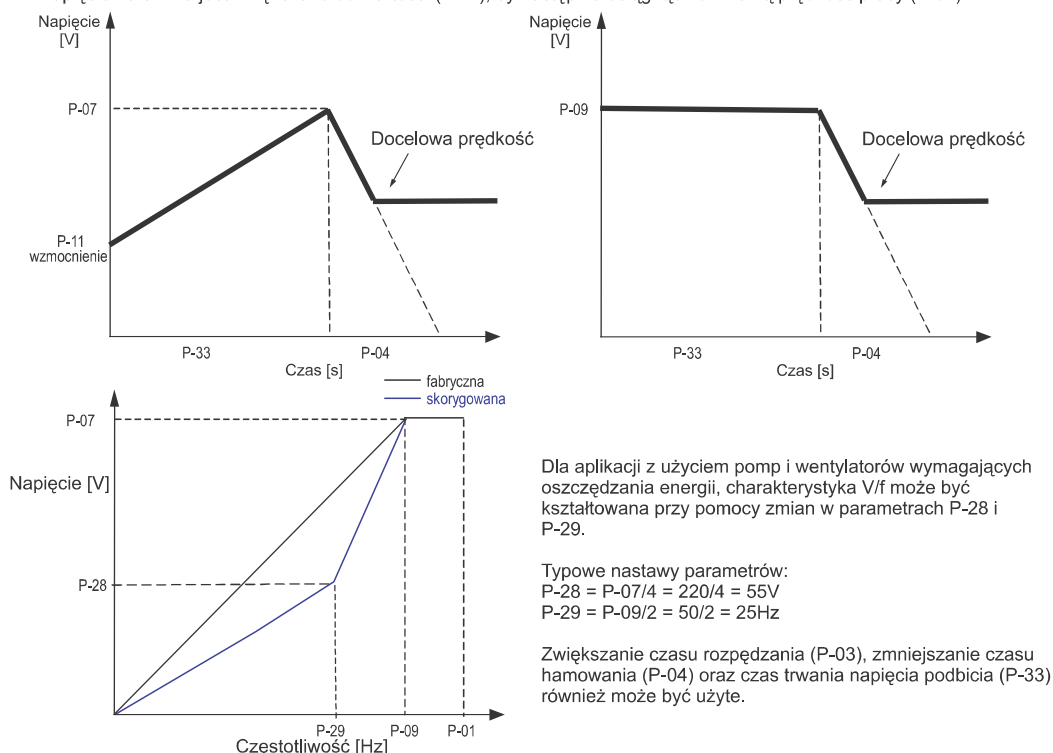 Napięcie
[V]
P-07
Docelowa prędkość
P-11
wzmocnienie
P-33
P-04
Czas [s]
Napięcie
[V]
P-09
Docelowa prędkość
P-33
P-04
Czas [s]
fabryczna
skorygowana
P-07
Napięcie [V]
P-28
P-29
P-09
P-01
Czestotliwość [Hz]
Dla aplikacji z użyciem pomp i wentylatorów wymagających
oszczędzania energii, charakterystyka V/f może być
kształtowana przy pomocy zmian w parametrach P-28 i
P-29.
Typowe nastawy parametrów:
P-28 = P-07/4 = 220/4 = 55V
P-29 = P-09/2 = 50/2 = 25Hz
Zwiększanie czasu rozpędzania (P-03), zmniejszanie czasu
hamowania (P-04) oraz czas trwania napięcia podbicia (P-33)
również może być użyte.